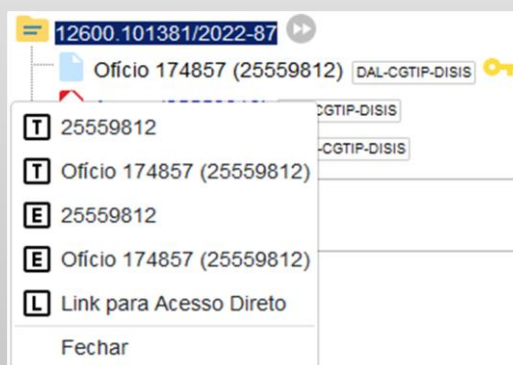 12600.101381/2022-87
Ofício 174857 (25559812) DAL-CGTIP-DISIS
CGTIP-DISIS
T 25559812
-CGTIP-DISIS
T Ofício 174857 (25559812)
E 25559812
E Ofício 174857 (25559812)
L Link para Acesso Direto
Fechar